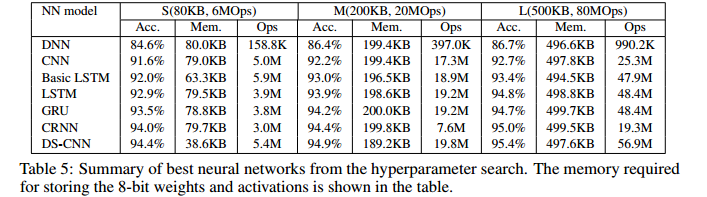 NN model S(80KB, 6MOps) M(200KB, 20MOps) L(500KB, 80MOps)
Acc. Mem. Ops Acc. Mem. Ops Acc. Mem. Ops
DNN 84.6% 80.0KB 158.8K 86.4% 199.4KB 397.0K 86.7% 496.6KB 990.2K
CNN 91.6% 79.0KB 5.0M 92.2% 199.4KB 17.3M 92.7% 497.8KB 25.3M
Basic LSTM 92.0% 63.3KB 5.9M 93.0% 196.5KB 18.9M 93.4% 494.5KB 47.9M
LSTM 92.9% 79.5KB 3.9M 93.9% 198.6KB 19.2M 94.8% 498.8KB 48.4M
GRU 93.5% 78.8KB 3.8M 94.2% 200.0KB 19.2M 94.7% 499.7KB 48.4M
CRNN 94.0% 79.7KB 3.0M 94.4% 199.8KB 7.6M 95.0% 499.5KB 19.3M
DS-CNN 94.4% 38.6KB 5.4M 94.9% 189.2KB 19.8M 95.4% 497.6KB 56.9M
Table 5: Summary of best neural networks from the hyperparameter search. The memory required
for storing the 8-bit weights and activations is shown in the table.